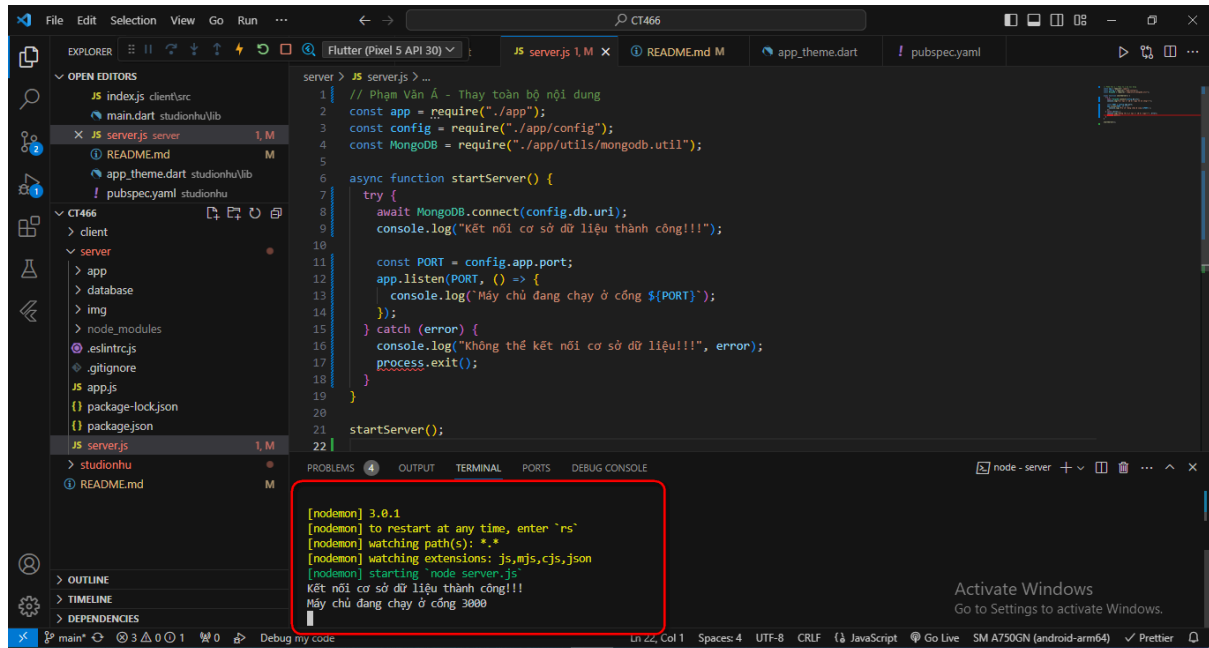 File Edit Selection View Go Run ··· CT466
EXPLORER Flutter (Pixel 5 API 30) JS server.js 1, M README.md M app_theme.dart ! pubspec.yaml
OPEN EDITORS
JS index.js client\src
main.dart studionhu\lib
JS server.js server 1, M
README.md M
app_theme.dart studionhu\lib
! pubspec.yaml studionhu
CT466
client
server
app
database
img
node_modules
.eslintrc.js
.gitignore
JS app.js
{} package-lock.json
{} package.json
JS server.js 1, M
studionhu
README.md M
OUTLINE
TIMELINE
DEPENDENCIES
server > JS server.js > ...
1 // Phạm Văn Á - Thay toàn bộ nội dung
2 const app = require("./app");
3 const config = require("./app/config");
4 const MongoDB = require("./app/utils/mongodb.util");
5
6 async function startServer() {
7 try {
8 await MongoDB.connect(config.db.uri);
9 console.log("Kết nối cơ sở dữ liệu thành công!!!");
10
11 const PORT = config.app.port;
12 app.listen(PORT, () => {
13 console.log(`Máy chủ đang chạy ở cổng ${PORT}`);
14 });
15 } catch (error) {
16 console.log("Không thể kết nối cơ sở dữ liệu!!!", error);
17 process.exit();
18 }
19 }
20
21 startServer();
22
PROBLEMS 4 OUTPUT TERMINAL PORTS DEBUG CONSOLE node - server
[nodemon] 3.0.1
[nodemon] to restart at any time, enter `rs`
[nodemon] watching path(s): *.*
[nodemon] watching extensions: js,mjs,cjs,json
[nodemon] starting `node server.js`
Kết nối cơ sở dữ liệu thành công!!!
Máy chủ đang chạy ở cổng 3000
Activate Windows
Go to Settings to activate Windows.
main* 3 0 1 0 Debug my code Ln 22, Col 1 Spaces: 4 UTF-8 CRLF JavaScript Go Live SM A750GN (android-arm64) Prettier